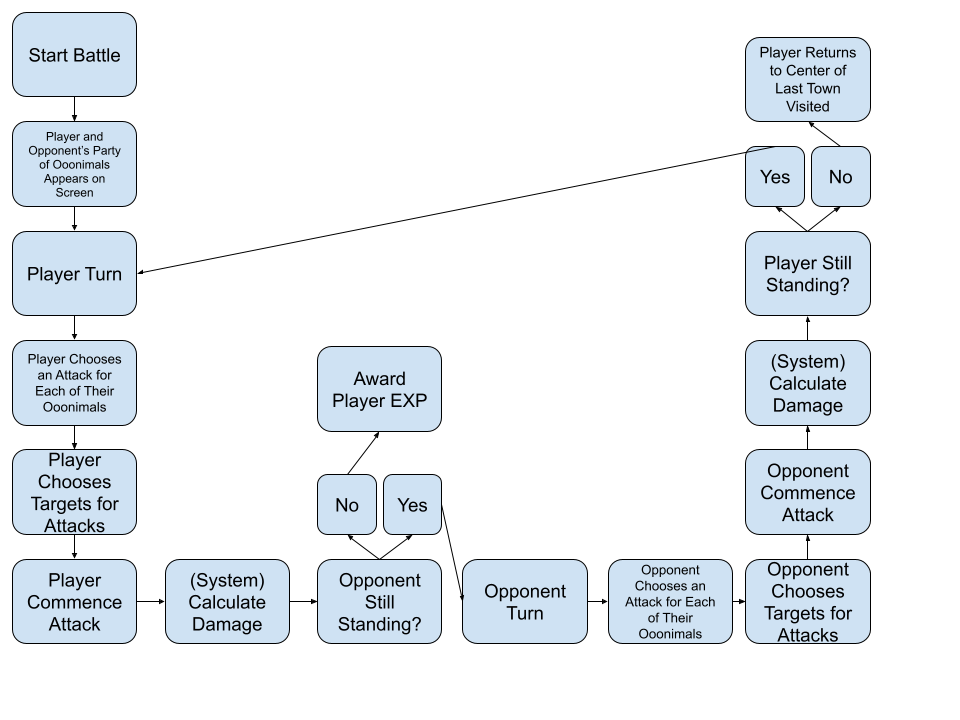 Start Battle
Player and
Opponent's Party
of Ooonimals
Appears on
Screen
Player Turn
Player Chooses
an Attack for
Each of Their
Ooonimals
Player
Chooses
Targets for
Attacks
Player
Commence
Attack
(System)
Calculate
Damage
Opponent
Still
Standing?
No
Yes
Award
Player EXP
Opponent
Turn
Opponent
Chooses an
Attack for Each
of Their
Ooonimals
Opponent
Chooses
Targets for
Attacks
Opponent
Commence
Attack
(System)
Calculate
Damage
Player Still
Standing?
Yes
No
Player Returns
to Center of
Last Town
Visited